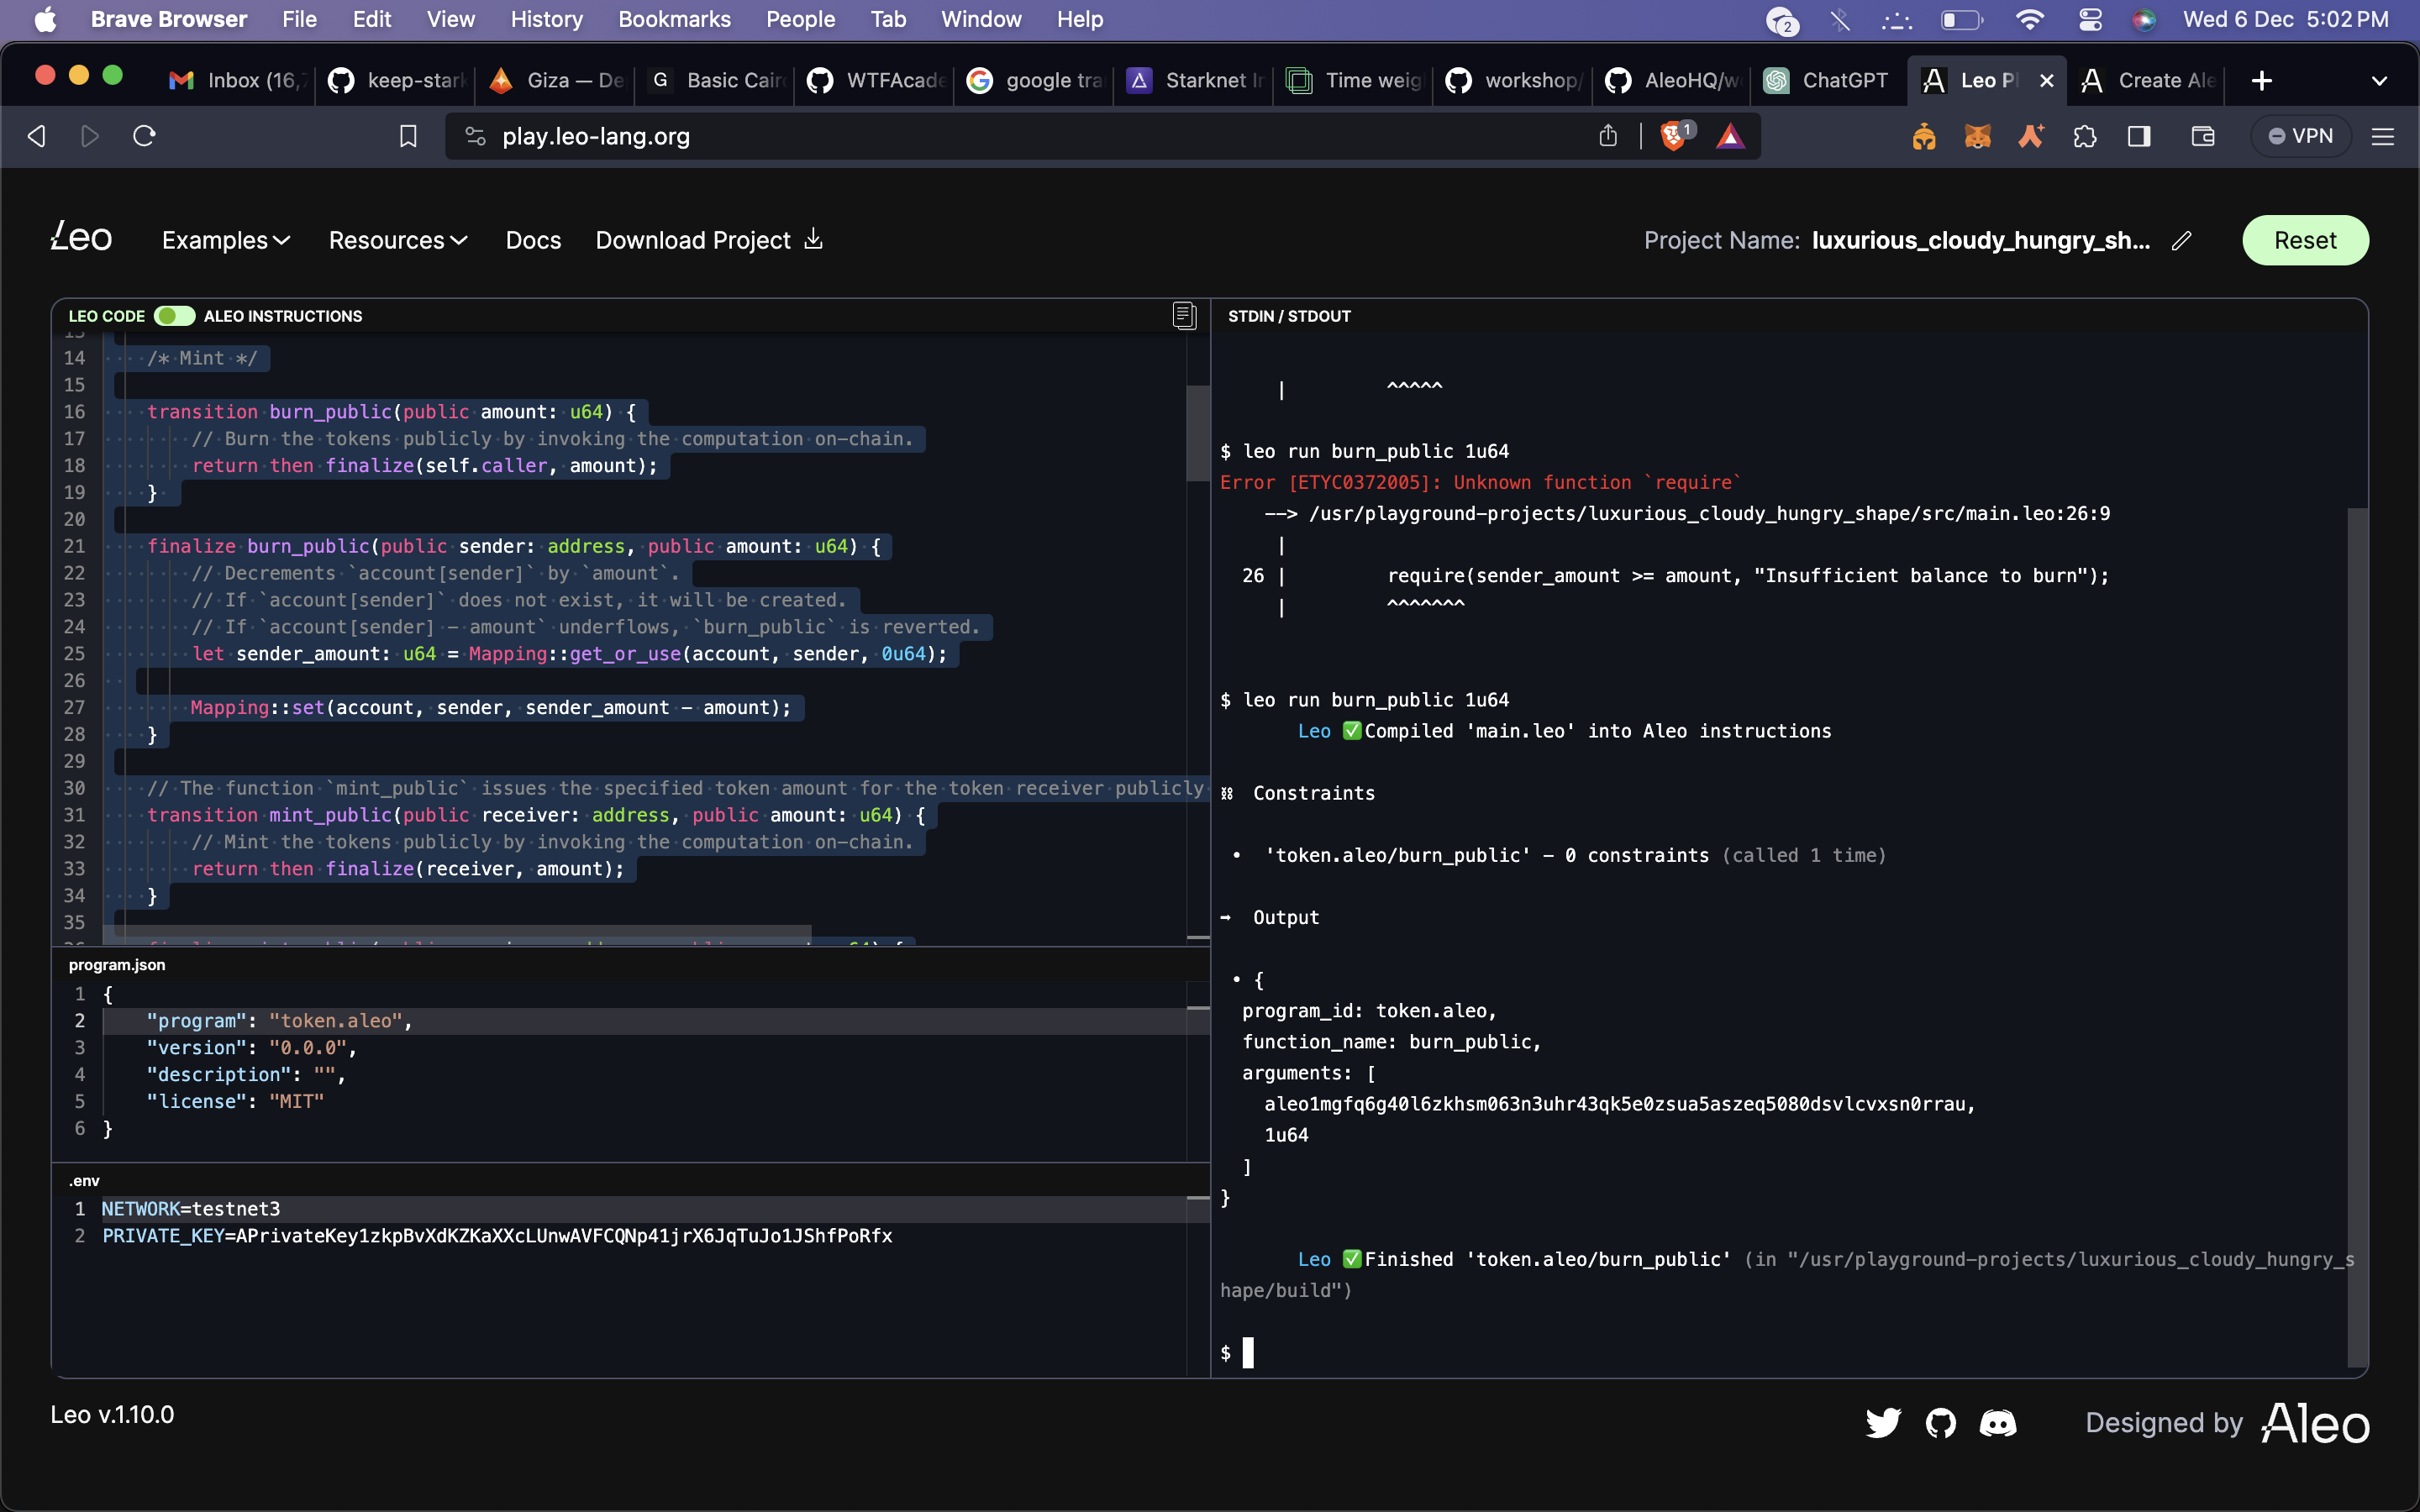 Brave Browser File Edit View History Bookmarks People Tab Window Help 2 Wed 6 Dec 5:02 PM
Inbox (16, keep-stark Giza — De G Basic Cair WTFAcade google tra Starknet I Time weig workshop/ AleoHQ/w ChatGPT Leo P Create Ale
play.leo-lang.org 1 VPN
Leo Examples Resources Docs Download Project Project Name: luxurious_cloudy_hungry_sh... Reset
LEO CODE ALEO INSTRUCTIONS
13
14 /* Mint */
15
16 transition burn_public(public amount: u64) {
17 // Burn the tokens publicly by invoking the computation on-chain.
18 return then finalize(self.caller, amount);
19 }
20
21 finalize burn_public(public sender: address, public amount: u64) {
22 // Decrements `account[sender]` by `amount`.
23 // If `account[sender]` does not exist, it will be created.
24 // If `account[sender] - amount` underflows, `burn_public` is reverted.
25 let sender_amount: u64 = Mapping::get_or_use(account, sender, 0u64);
26
27 Mapping::set(account, sender, sender_amount - amount);
28 }
29
30 // The function `mint_public` issues the specified token amount for the token receiver publicly
31 transition mint_public(public receiver: address, public amount: u64) {
32 // Mint the tokens publicly by invoking the computation on-chain.
33 return then finalize(receiver, amount);
34 }
35
program.json
1 {
2 "program": "token.aleo",
3 "version": "0.0.0",
4 "description": "",
5 "license": "MIT"
6 }
.env
1 NETWORK=testnet3
2 PRIVATE_KEY=APrivateKey1zkpBvXdKZKaXXcLUnwAVFCQNp41jrX6JqTuJo1JShfPoRfx
STDIN / STDOUT
| ^^^^^
$ leo run burn_public 1u64
Error [ETYC0372005]: Unknown function `require`
--> /usr/playground-projects/luxurious_cloudy_hungry_shape/src/main.leo:26:9
|
26 | require(sender_amount >= amount, "Insufficient balance to burn");
| ^^^^^^^
$ leo run burn_public 1u64
Leo ✅Compiled 'main.leo' into Aleo instructions
⛓ Constraints
• 'token.aleo/burn_public' - 0 constraints (called 1 time)
➡ Output
• {
program_id: token.aleo,
function_name: burn_public,
arguments: [
aleo1mgfq6g40l6zkhsm063n3uhr43qk5e0zsua5aszeq5080dsvlcvxsn0rrau,
1u64
]
}
Leo ✅Finished 'token.aleo/burn_public' (in "/usr/playground-projects/luxurious_cloudy_hungry_s
hape/build")
$
Leo v.1.10.0 Designed by Aleo